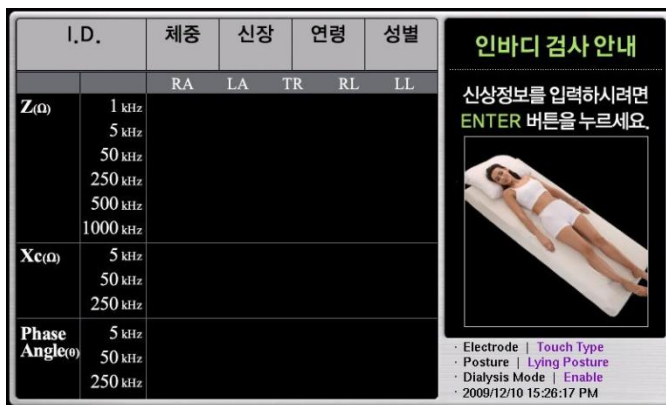 I.D. 체중 신장 연령 성별
RA LA TR RL LL
Z(Ω) 1 kHz
5 kHz
50 kHz
250 kHz
500 kHz
1000 kHz
Xc(Ω) 5 kHz
50 kHz
250 kHz
Phase Angle(θ) 5 kHz
50 kHz
250 kHz
인바디 검사 안내
신상정보를 입력하시려면
ENTER 버튼을 누르세요.
· Electrode | Touch Type
· Posture | Lying Posture
· Dialysis Mode | Enable
· 2009/12/10 15:26:17 PM